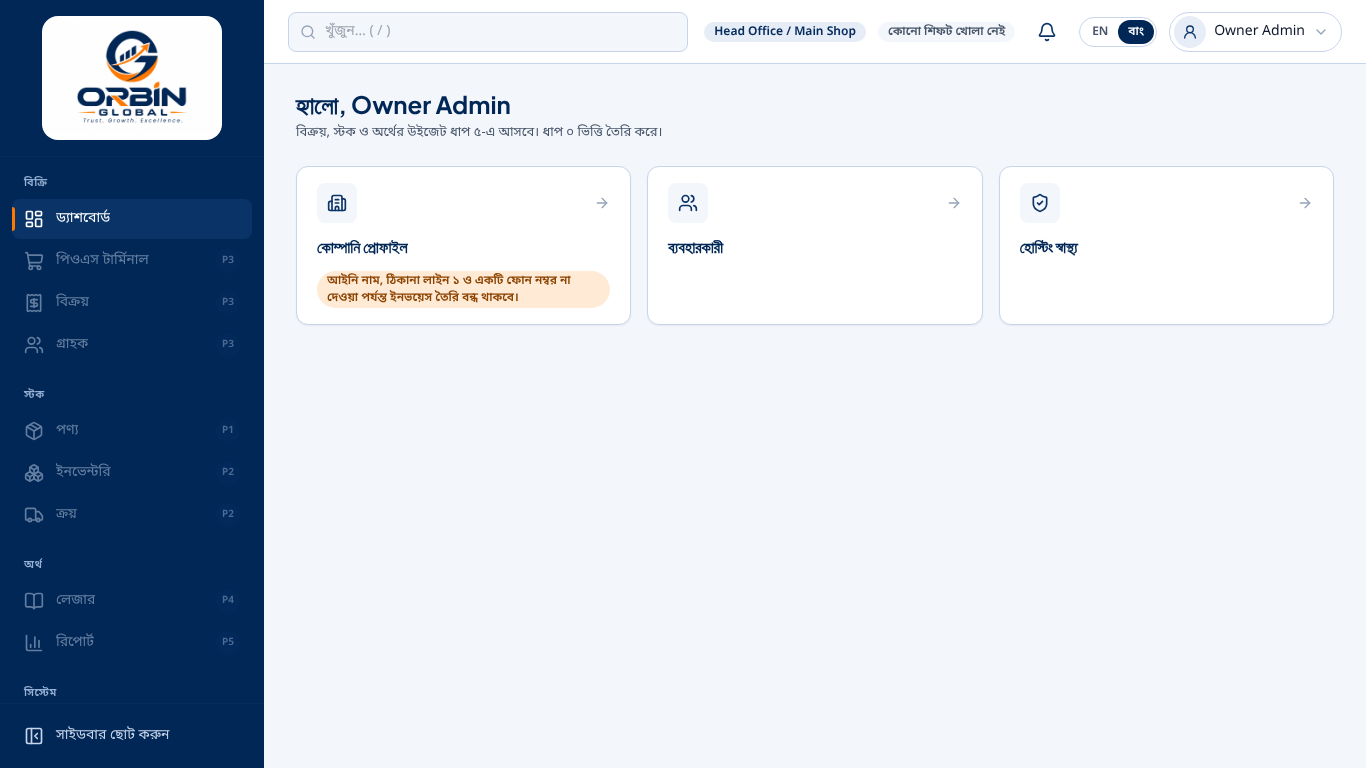 ORBIN
GLOBAL
Trust. Growth. Excellence.
বিক্রি
ড্যাশবোর্ড
পিওএস টার্মিনাল P3
বিক্রয় P3
গ্রাহক P3
স্টক
পণ্য P1
ইনভেন্টরি P2
ক্রয় P2
অর্থ
লেজার P4
রিপোর্ট P5
সিস্টেম
সাইডবার ছোট করুন
খুঁজুন... ( / )
Head Office / Main Shop
কোনো শিফট খোলা নেই
EN বাং
Owner Admin
হ্যালো, Owner Admin
বিক্রয়, স্টক ও অর্থের উইজেট ধাপ ৫-এ আসবে। ধাপ ০ ভিত্তি তৈরি করে।
কোম্পানি প্রোফাইল
আইনি নাম, ঠিকানা লাইন ১ ও একটি ফোন নম্বর না
দেওয়া পর্যন্ত ইনভয়েস তৈরি বন্ধ থাকবে।
ব্যবহারকারী
হোস্টিং স্বাস্থ্য